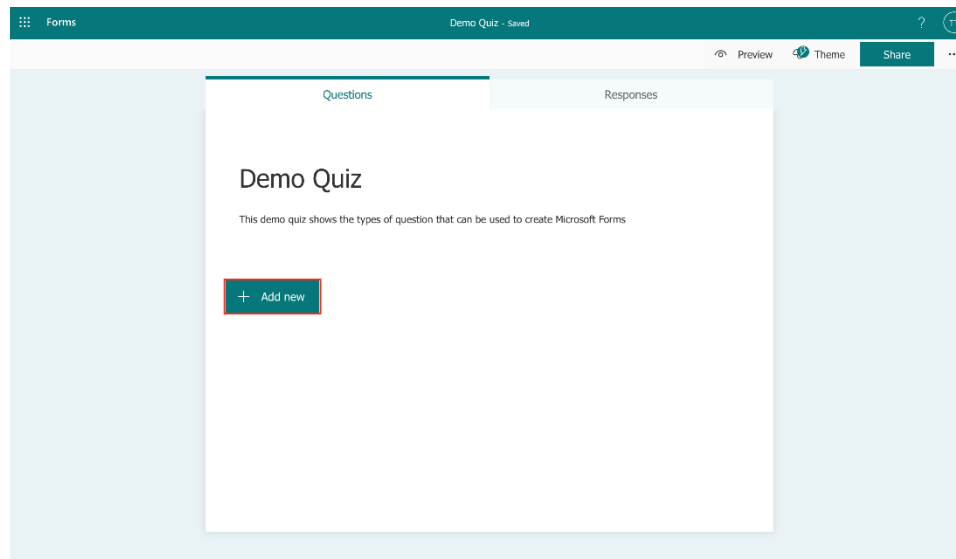 Forms
Demo Quiz - Saved
?
Preview
Theme
Share
...
Questions
Responses
Demo Quiz
This demo quiz shows the types of question that can be used to create Microsoft Forms
+ Add new